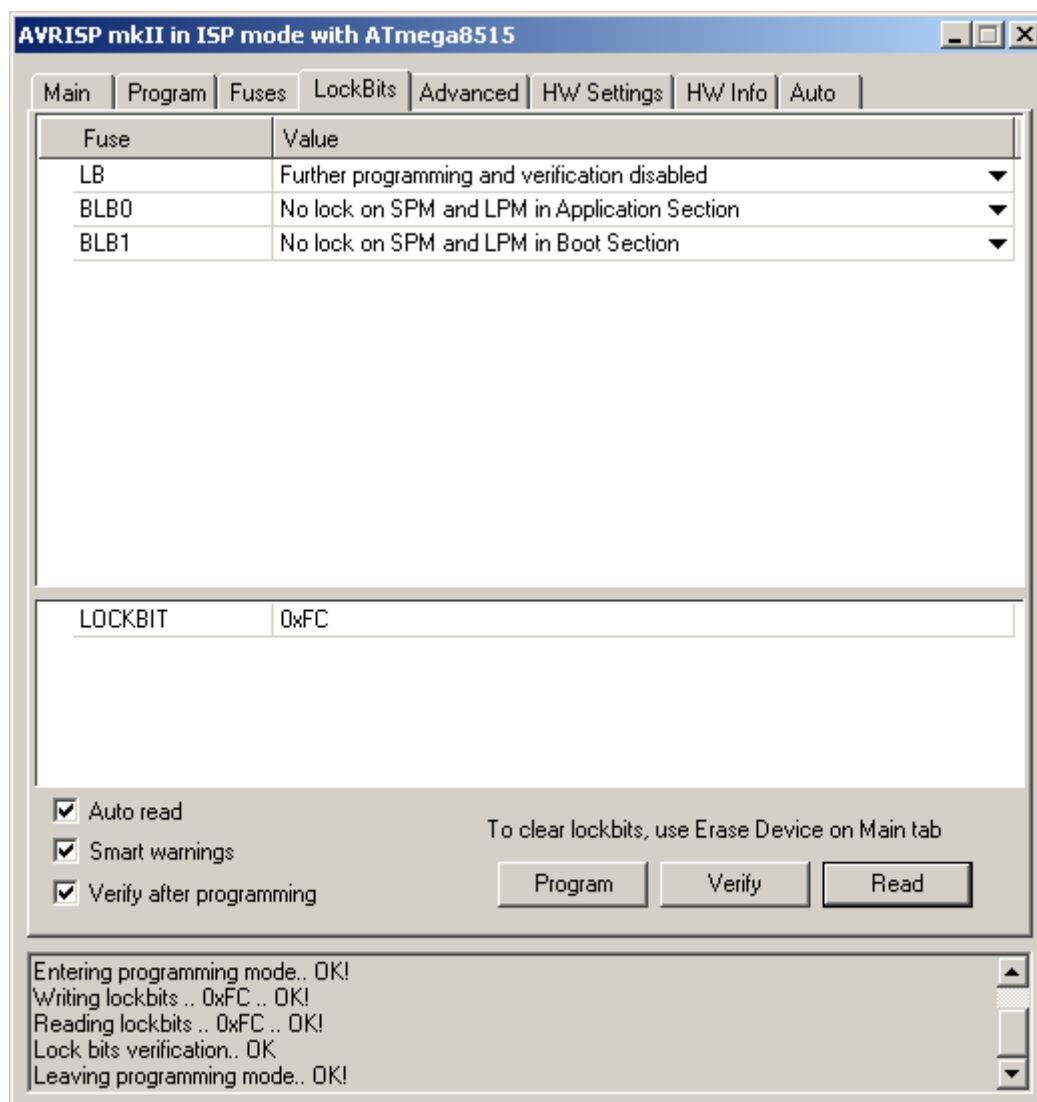 AVRISP mkII in ISP mode with ATmega8515
Main Program Fuses LockBits Advanced HW Settings HW Info Auto
Fuse Value
LB Further programming and verification disabled
BLB0 No lock on SPM and LPM in Application Section
BLB1 No lock on SPM and LPM in Boot Section
LOCKBIT 0xFC
Auto read
Smart warnings
Verify after programming
To clear lockbits, use Erase Device on Main tab
Program Verify Read
Entering programming mode.. OK!
Writing lockbits .. 0xFC .. OK!
Reading lockbits .. 0xFC .. OK!
Lock bits verification.. OK
Leaving programming mode.. OK!